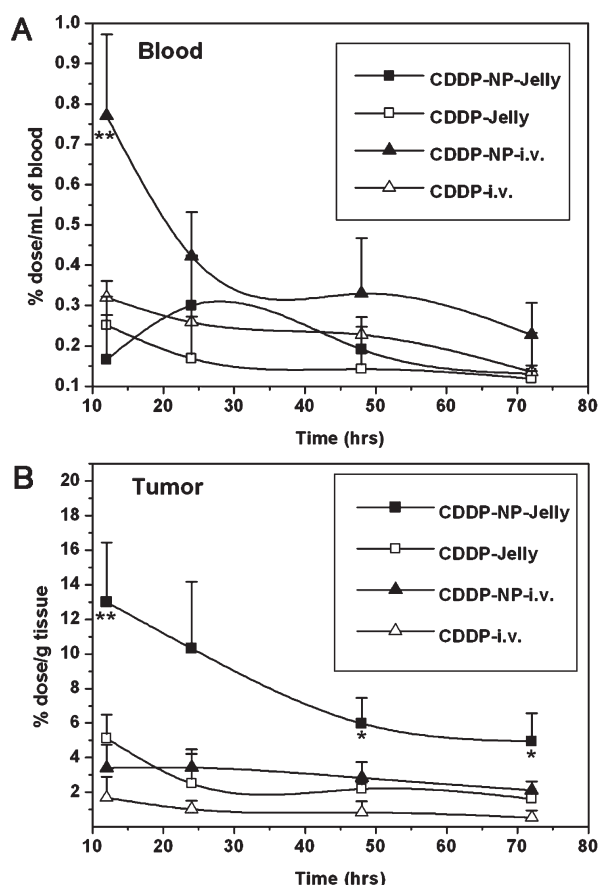 A
Blood
CDDP-NP-Jelly
CDDP-Jelly
CDDP-NP-i.v.
CDDP-i.v.
% dose/mL of blood
1.0
0.9
0.8
0.7
0.6
0.5
0.4
0.3
0.2
0.1
**
10 20 30 40 50 60 70 80
Time (hrs)
B
Tumor
CDDP-NP-Jelly
CDDP-Jelly
CDDP-NP-i.v.
CDDP-i.v.
% dose/g tissue
20
18
16
14
12
10
8
6
4
2
**
*
*
10 20 30 40 50 60 70 80
Time (hrs)